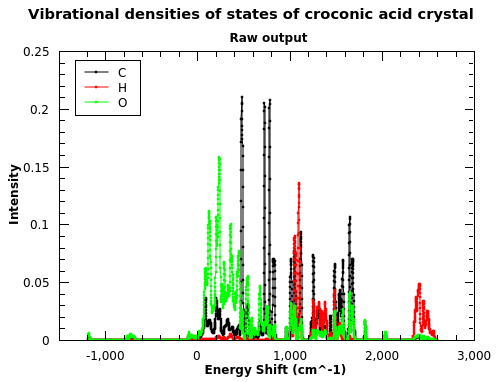 Vibrational densities of states of croconic acid crystal
Raw output
0.25
0.2
0.15
0.1
0.05
0
Intensity
C
H
O
-1,000
0
1,000
2,000
3,000
Energy Shift (cm^-1)